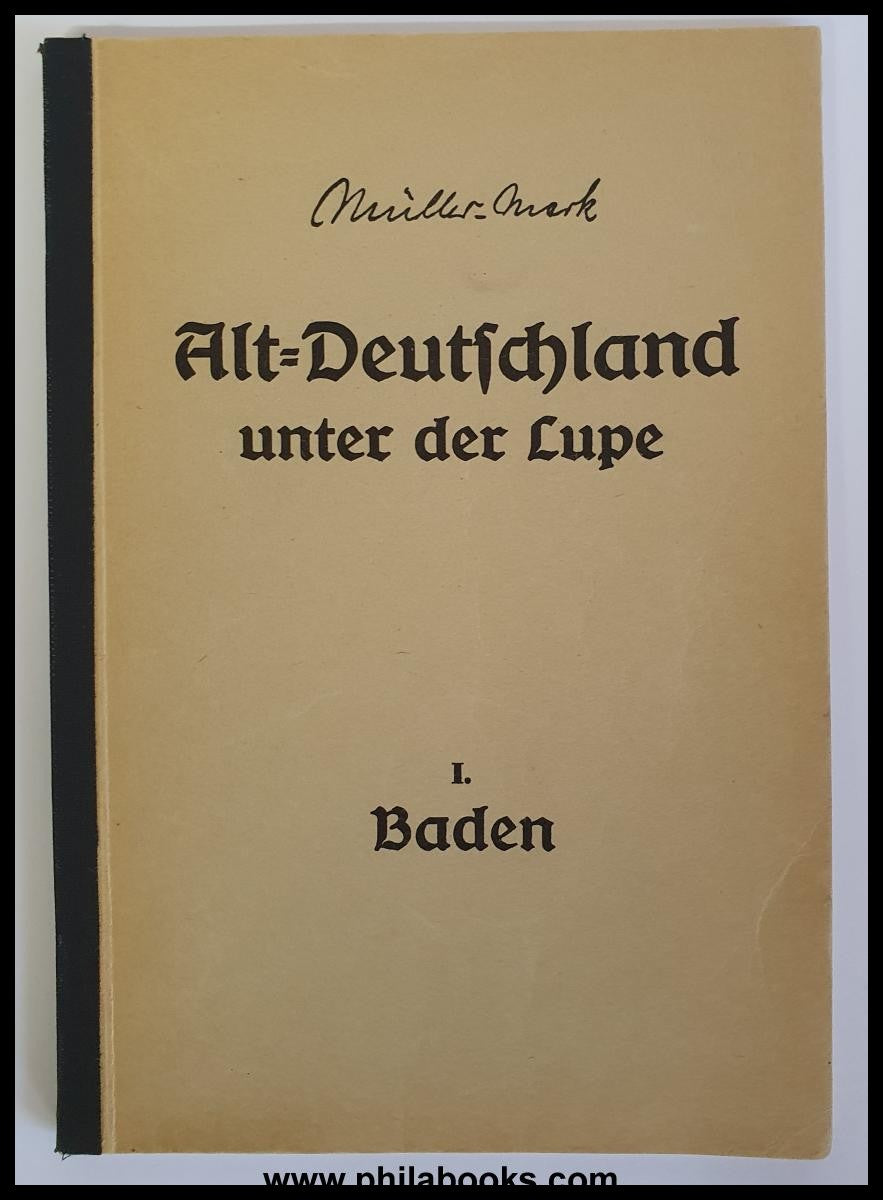 Müller-Mark
Alt-Deutſchland
unter der Lupe
I.
Baden
www.philabooks.com